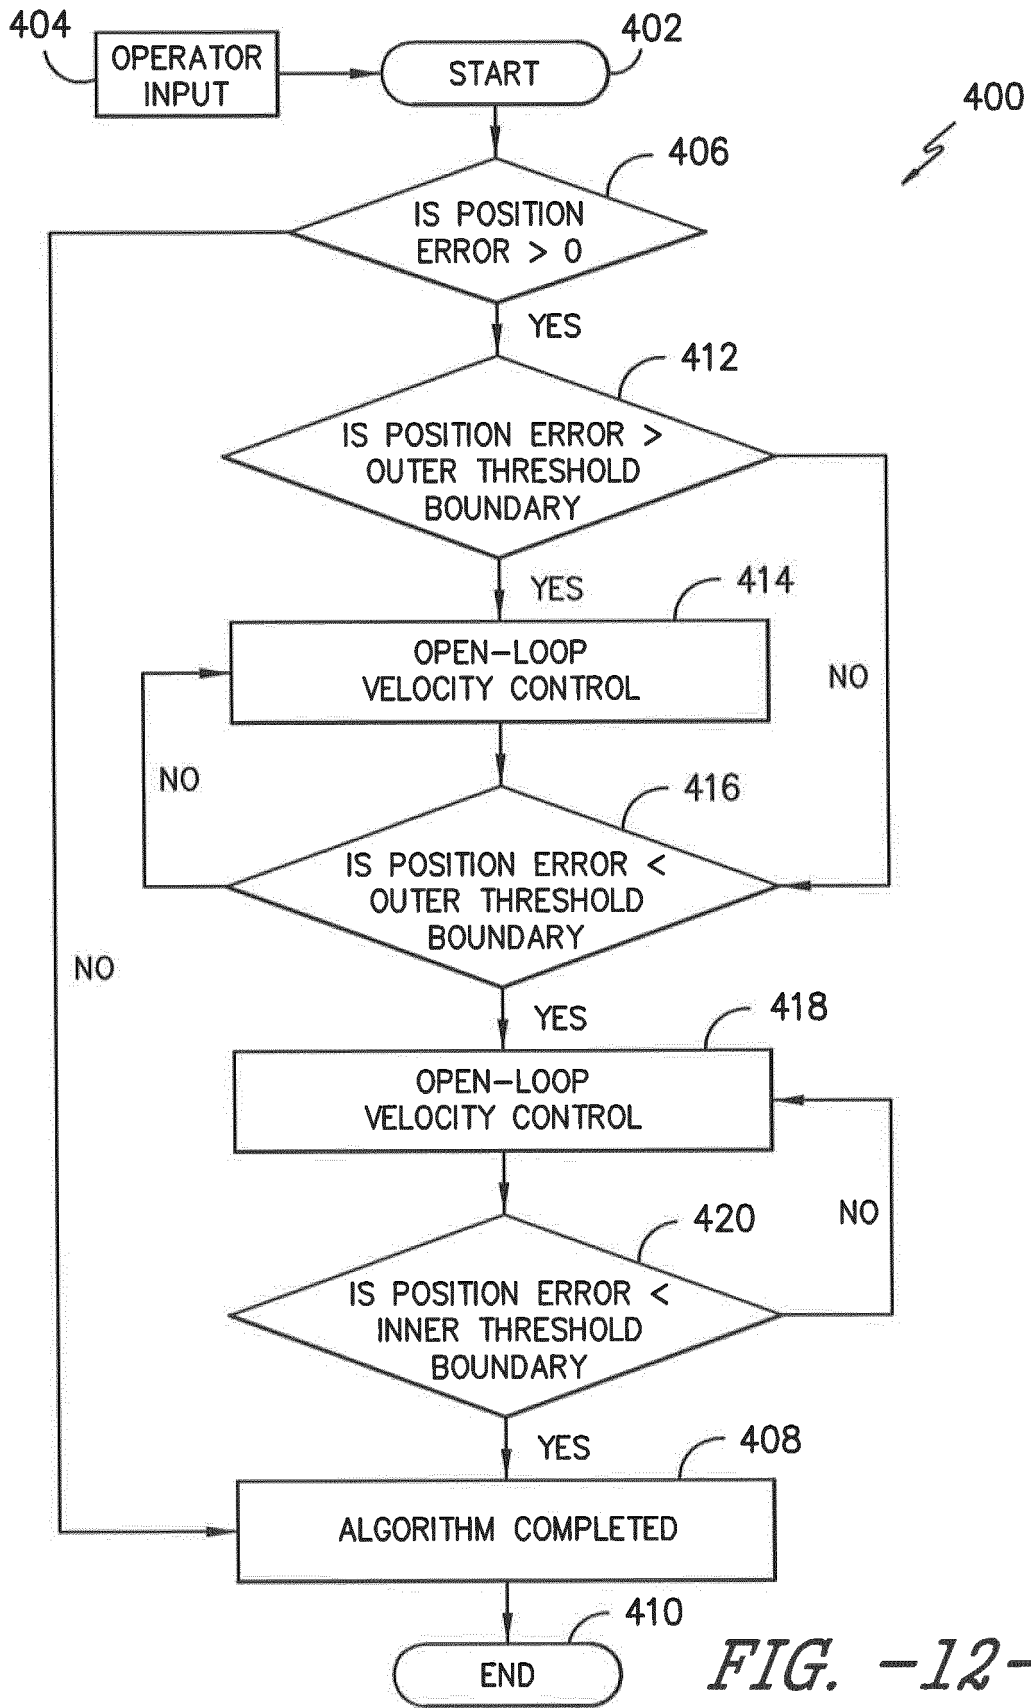 404
OPERATOR
INPUT
START
402
400
406
IS POSITION
ERROR > 0
YES
412
IS POSITION ERROR >
OUTER THRESHOLD
BOUNDARY
YES
414
OPEN-LOOP
VELOCITY CONTROL
NO
NO
416
IS POSITION ERROR <
OUTER THRESHOLD
BOUNDARY
NO
YES
418
OPEN-LOOP
VELOCITY CONTROL
420
NO
IS POSITION ERROR <
INNER THRESHOLD
BOUNDARY
YES
408
ALGORITHM COMPLETED
410
END
FIG. -12-